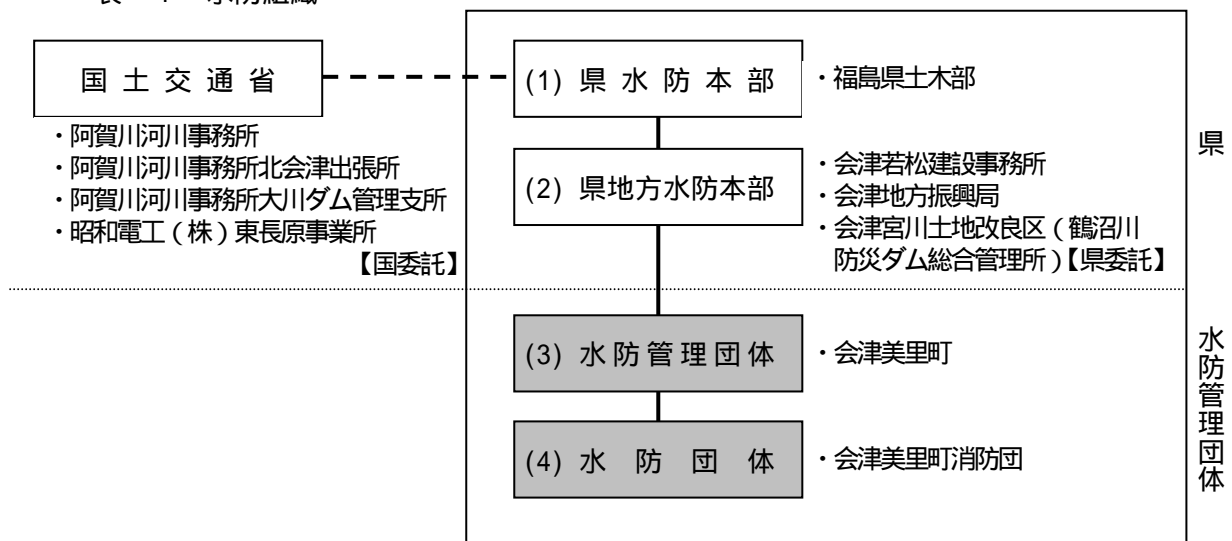 国土交通省
・阿賀川河川事務所
・阿賀川河川事務所北会津出張所
・阿賀川河川事務所大川ダム管理支所
・昭和電工（株）東長原事業所
【国委託】
(1) 県水防本部
・福島県土木部
(2) 県地方水防本部
・会津若松建設事務所
・会津地方振興局
・会津宮川土地改良区（鶴沼川
防災ダム総合管理所）【県委託】
県
(3) 水防管理団体
・会津美里町
(4) 水防団体
・会津美里町消防団
水防管理団体